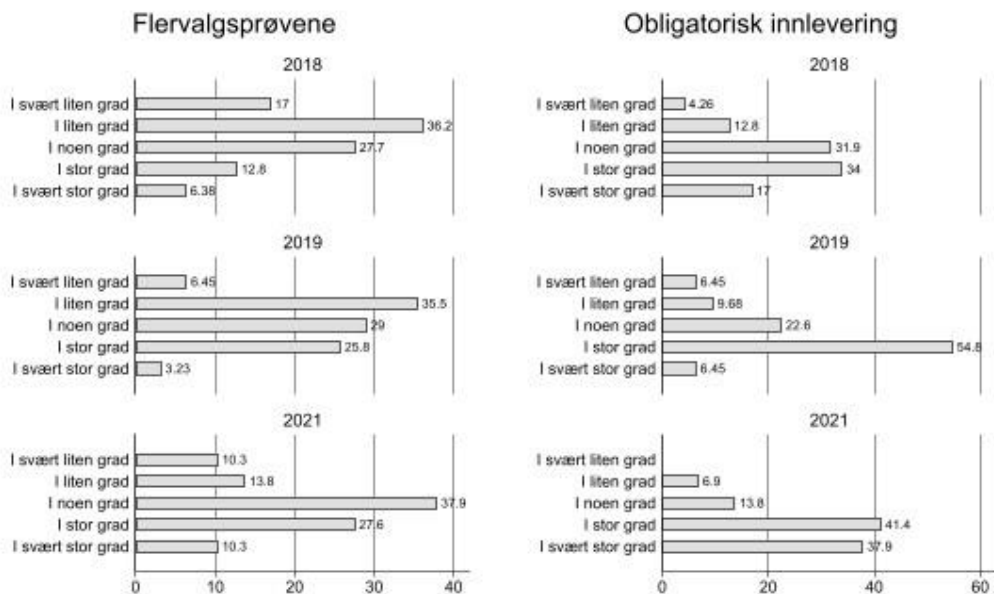 Flervalgsprøvene
2018
I svært liten grad 17
I liten grad 36.2
I noen grad 27.7
I stor grad 12.8
I svært stor grad 6.38
2019
I svært liten grad 6.45
I liten grad 35.5
I noen grad 29
I stor grad 25.8
I svært stor grad 3.23
2021
I svært liten grad 10.3
I liten grad 13.8
I noen grad 37.9
I stor grad 27.6
I svært stor grad 10.3
0 10 20 30 40
Obligatorisk innlevering
2018
I svært liten grad 4.26
I liten grad 12.8
I noen grad 31.9
I stor grad 34
I svært stor grad 17
2019
I svært liten grad 6.45
I liten grad 9.68
I noen grad 22.6
I stor grad 54.8
I svært stor grad 6.45
2021
I svært liten grad
I liten grad 6.9
I noen grad 13.8
I stor grad 41.4
I svært stor grad 37.9
0 20 40 60